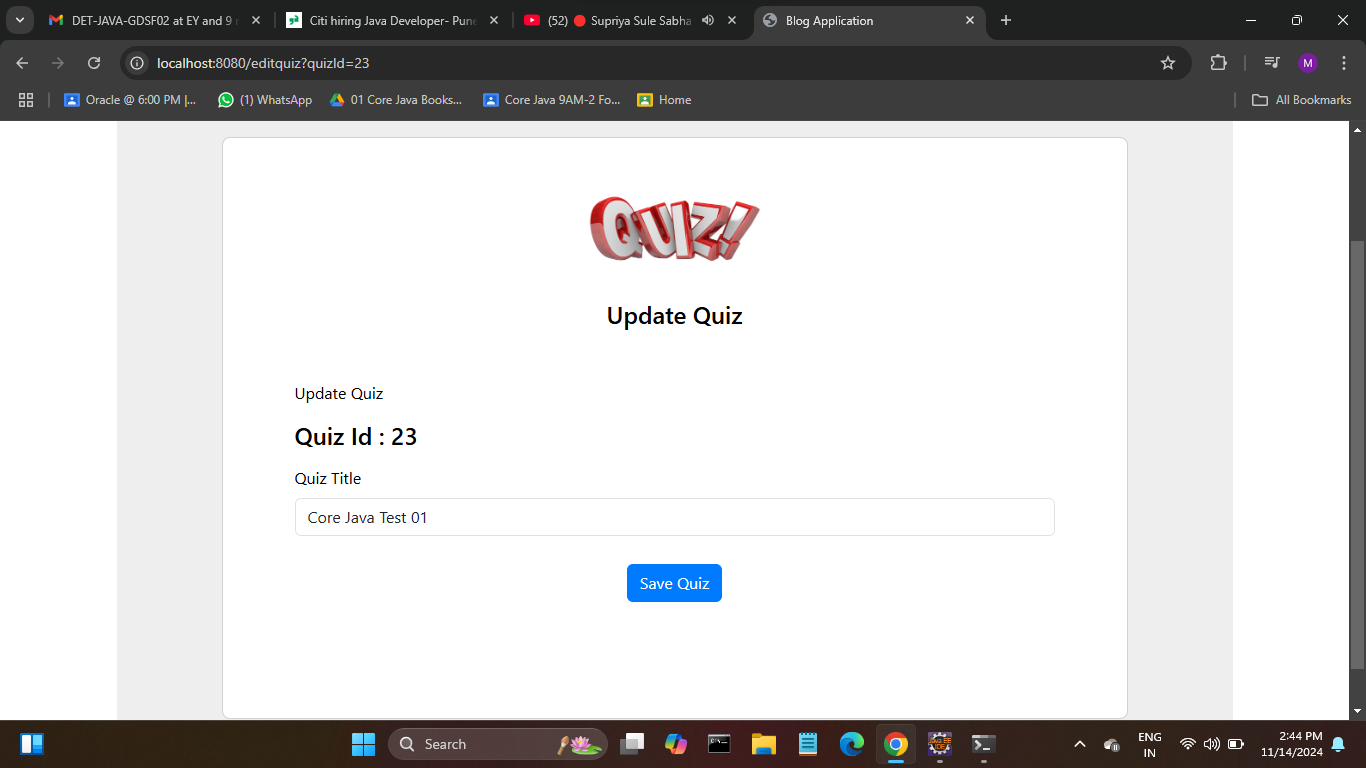 DET-JAVA-GDSF02 at EY and 9
Citi hiring Java Developer- Pune
(52) 🔴 Supriya Sule Sabha
Blog Application
localhost:8080/editquiz?quizId=23
Oracle @ 6:00 PM |...
(1) WhatsApp
01 Core Java Books...
Core Java 9AM-2 Fo...
Home
All Bookmarks
M
QUIZ!
Update Quiz
Update Quiz
Quiz Id : 23
Quiz Title
Core Java Test 01
Save Quiz
Search
ENG
IN
2:44 PM
11/14/2024